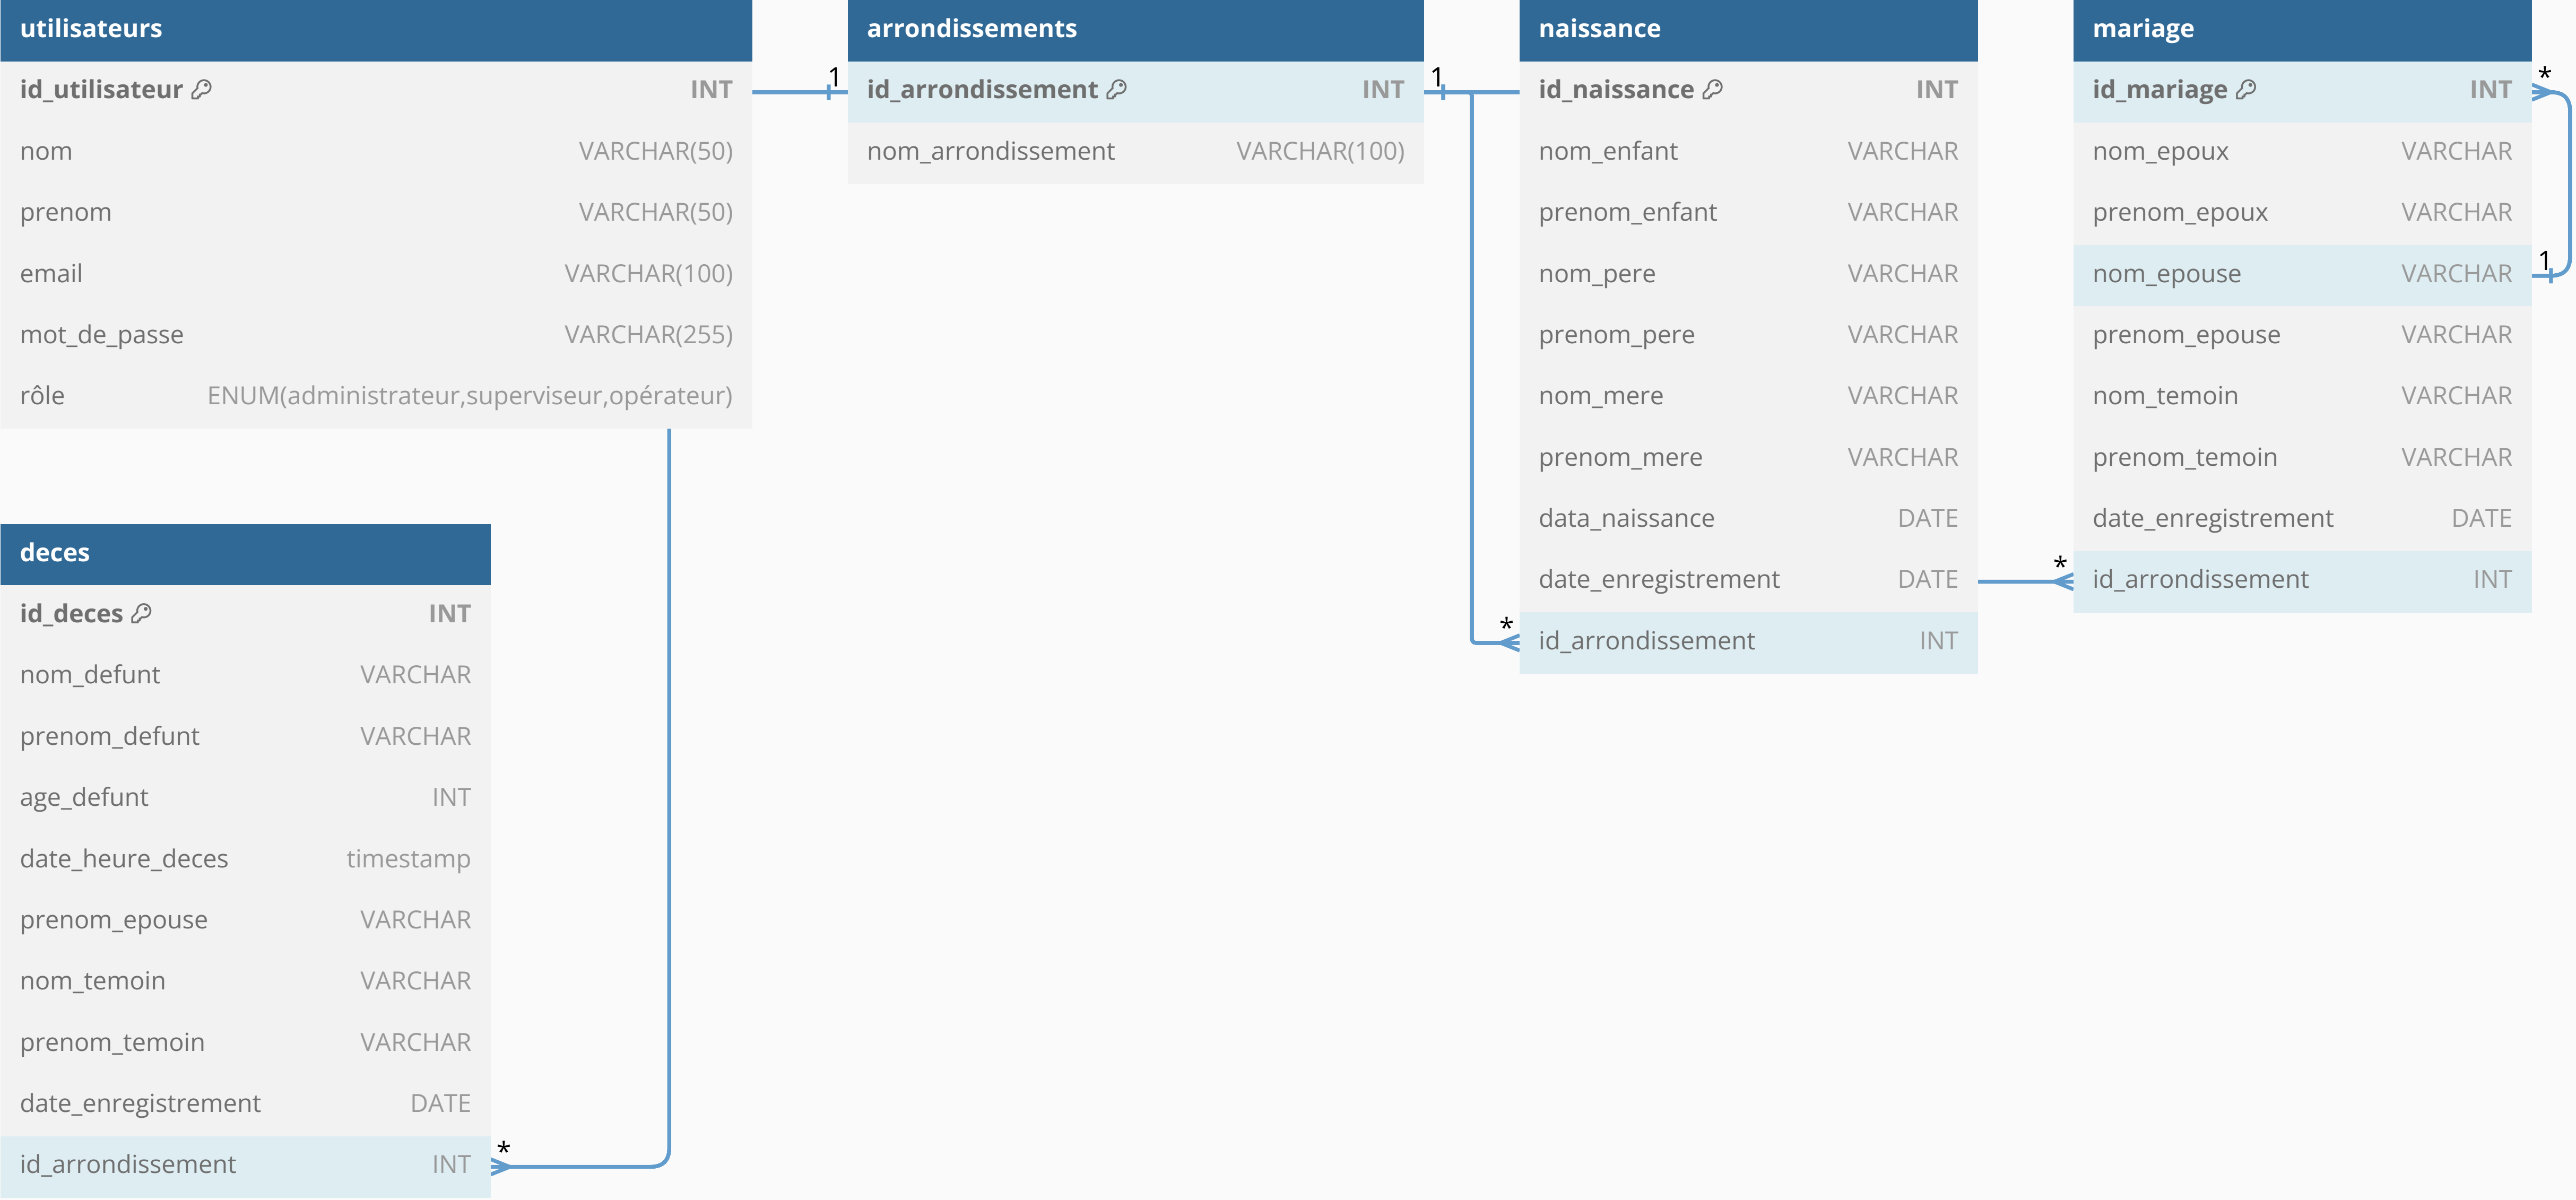 utilisateurs
id_utilisateur INT
nom VARCHAR(50)
prenom VARCHAR(50)
email VARCHAR(100)
mot_de_passe VARCHAR(255)
rôle ENUM(administrateur,superviseur,opérateur)
1
arrondissements
id_arrondissement INT
nom_arrondissement VARCHAR(100)
1
naissance
id_naissance INT
nom_enfant VARCHAR
prenom_enfant VARCHAR
nom_pere VARCHAR
prenom_pere VARCHAR
nom_mere VARCHAR
prenom_mere VARCHAR
data_naissance DATE
date_enregistrement DATE
* id_arrondissement INT
mariage
id_mariage INT *
nom_epoux VARCHAR
prenom_epoux VARCHAR
nom_epouse VARCHAR 1
prenom_epouse VARCHAR
nom_temoin VARCHAR
prenom_temoin VARCHAR
date_enregistrement DATE
* id_arrondissement INT
deces
id_deces INT
nom_defunt VARCHAR
prenom_defunt VARCHAR
age_defunt INT
date_heure_deces timestamp
prenom_epouse VARCHAR
nom_temoin VARCHAR
prenom_temoin VARCHAR
date_enregistrement DATE
id_arrondissement INT *